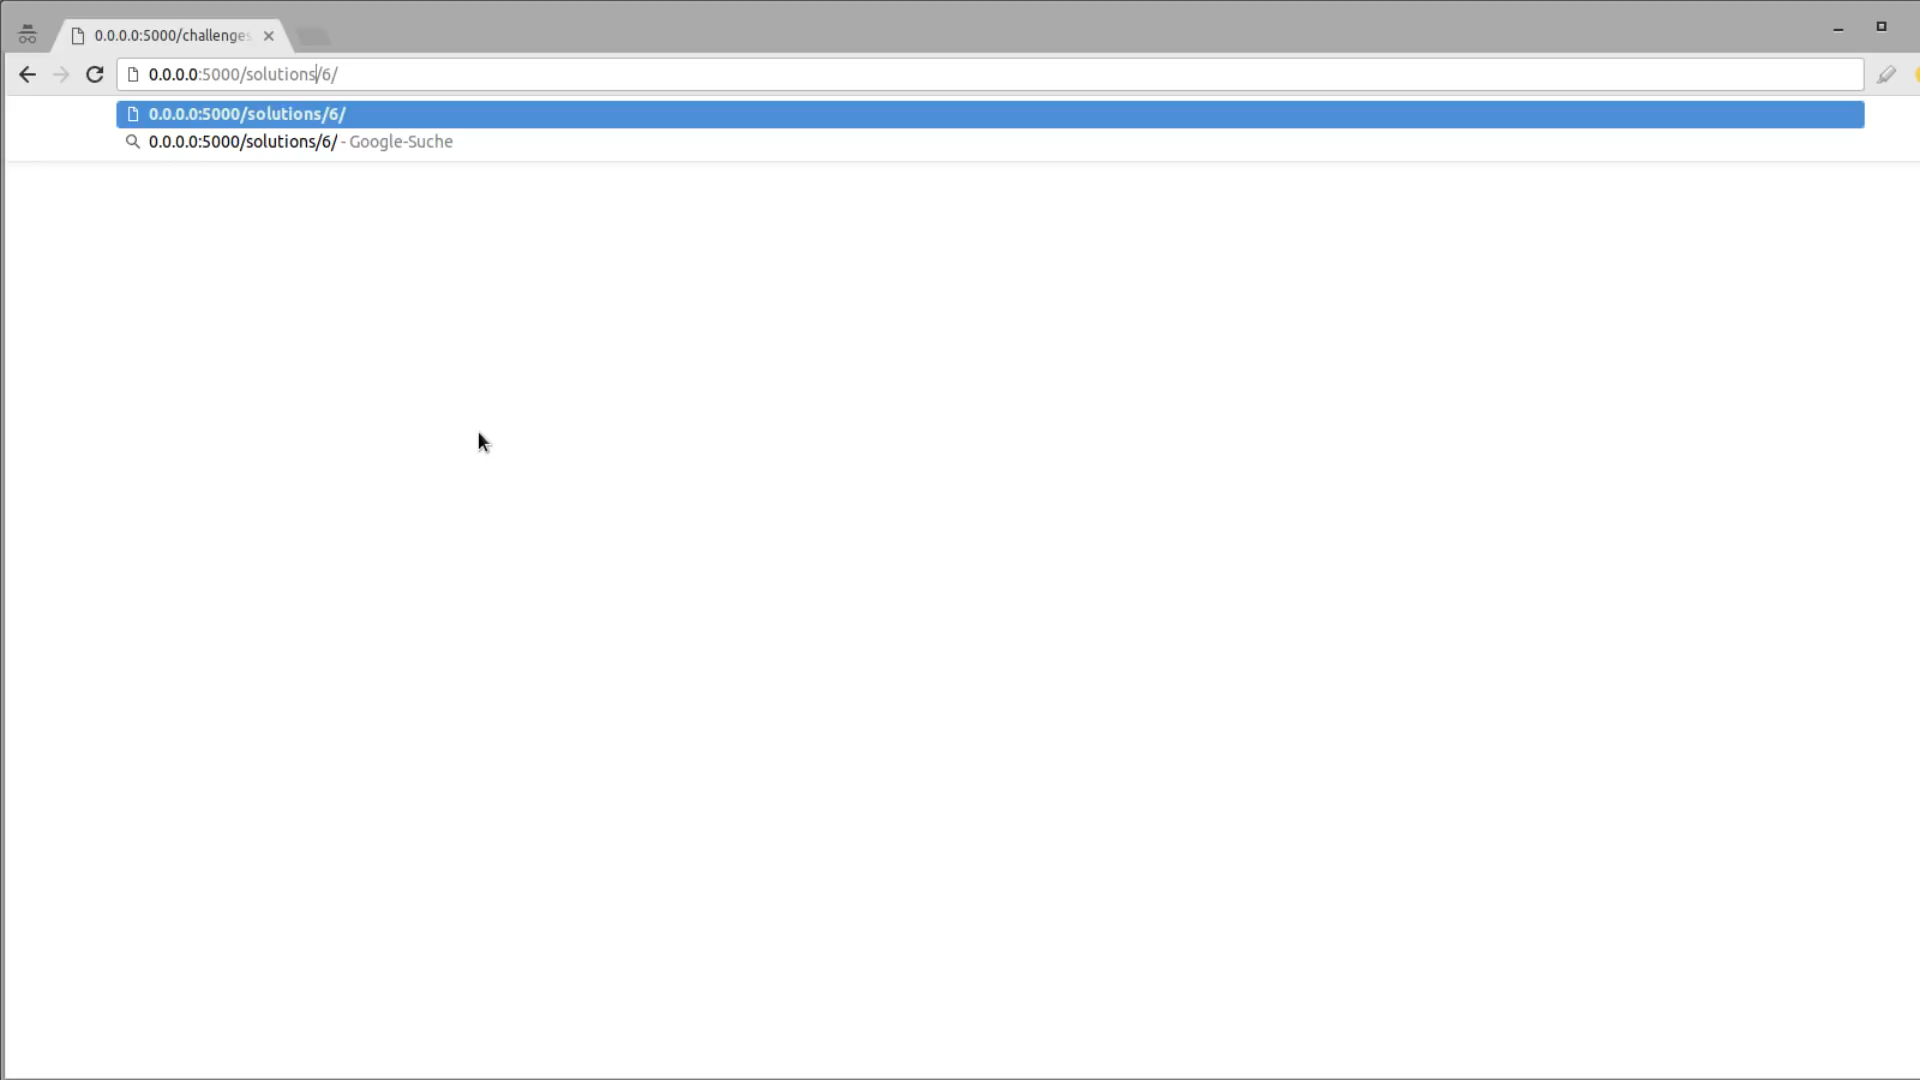 0.0.0.0:5000/challenges
0.0.0.0:5000/solutions/6/
0.0.0.0:5000/solutions/6/
0.0.0.0:5000/solutions/6/ - Google-Suche